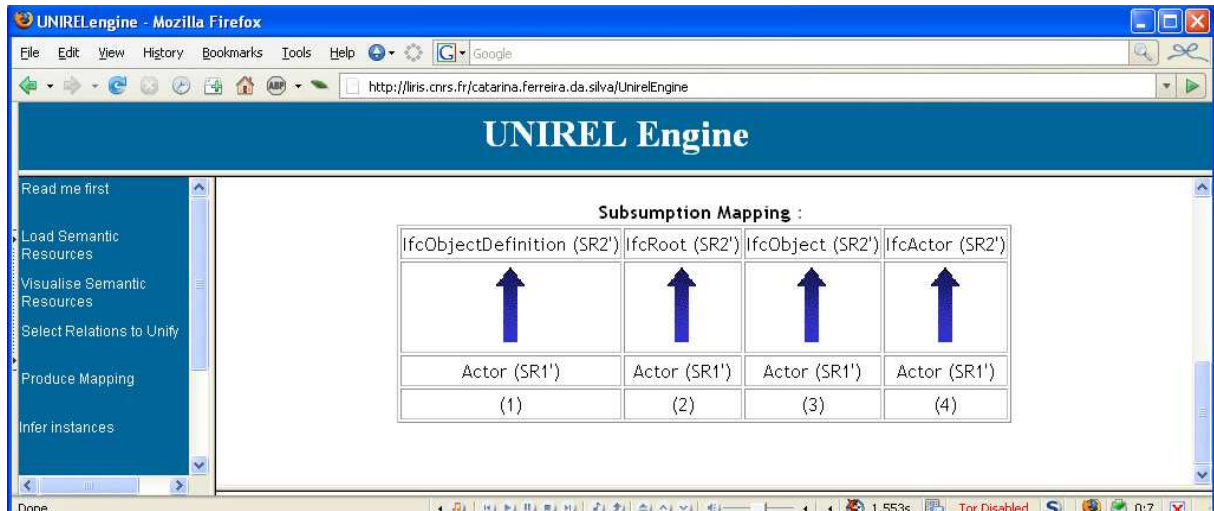 UNIRELengine - Mozilla Firefox
File Edit View History Bookmarks Tools Help G Google
ABP http://liris.cnrs.fr/catarina.ferreira.da.silva/UnirelEngine
UNIREL Engine
Read me first
Load Semantic
Resources
Visualise Semantic
Resources
Select Relations to Unify
Produce Mapping
Infer instances
Subsumption Mapping :
IfcObjectDefinition (SR2') IfcRoot (SR2') IfcObject (SR2') IfcActor (SR2')
Actor (SR1') Actor (SR1') Actor (SR1') Actor (SR1')
(1) (2) (3) (4)
Done 1.553s Tor Disabled S 0:7